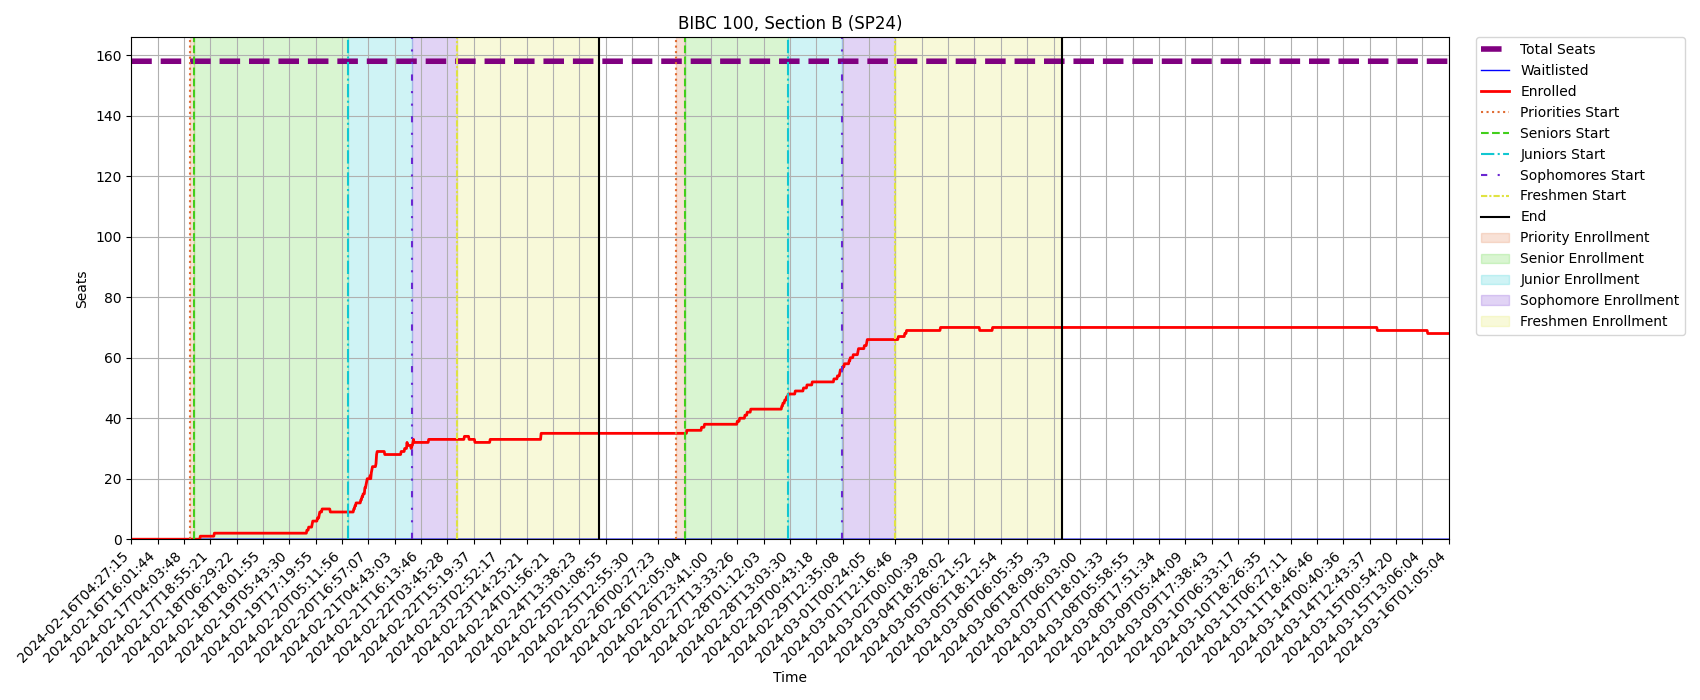 BIBC 100, Section B (SP24)
Seats
160
140
120
100
80
60
40
20
0
2024-02-16T04:27:15
2024-02-16T16:01:44
2024-02-17T04:03:48
2024-02-17T18:55:21
2024-02-18T06:29:22
2024-02-18T18:01:55
2024-02-19T05:43:30
2024-02-19T17:19:55
2024-02-20T05:11:56
2024-02-20T16:57:07
2024-02-21T04:43:03
2024-02-21T16:13:46
2024-02-22T03:45:28
2024-02-22T15:19:37
2024-02-23T02:52:17
2024-02-23T14:25:21
2024-02-24T01:56:21
2024-02-24T13:38:23
2024-02-25T01:08:55
2024-02-25T12:55:30
2024-02-26T00:27:23
2024-02-26T12:05:04
2024-02-26T23:41:00
2024-02-27T13:33:26
2024-02-28T01:12:03
2024-02-28T13:03:30
2024-02-29T00:43:18
2024-02-29T12:35:08
2024-03-01T00:24:05
2024-03-01T12:16:46
2024-03-02T00:00:39
2024-03-04T18:28:02
2024-03-05T06:21:52
2024-03-05T18:12:54
2024-03-06T06:05:35
2024-03-06T18:09:33
2024-03-07T06:03:00
2024-03-07T18:01:33
2024-03-08T05:58:55
2024-03-08T17:51:34
2024-03-09T05:44:09
2024-03-09T17:38:43
2024-03-10T06:33:17
2024-03-10T18:26:35
2024-03-11T06:27:11
2024-03-11T18:46:46
2024-03-14T00:40:36
2024-03-14T12:43:37
2024-03-15T00:54:20
2024-03-15T13:06:04
2024-03-16T01:05:04
Time
Total Seats
Waitlisted
Enrolled
Priorities Start
Seniors Start
Juniors Start
Sophomores Start
Freshmen Start
End
Priority Enrollment
Senior Enrollment
Junior Enrollment
Sophomore Enrollment
Freshmen Enrollment